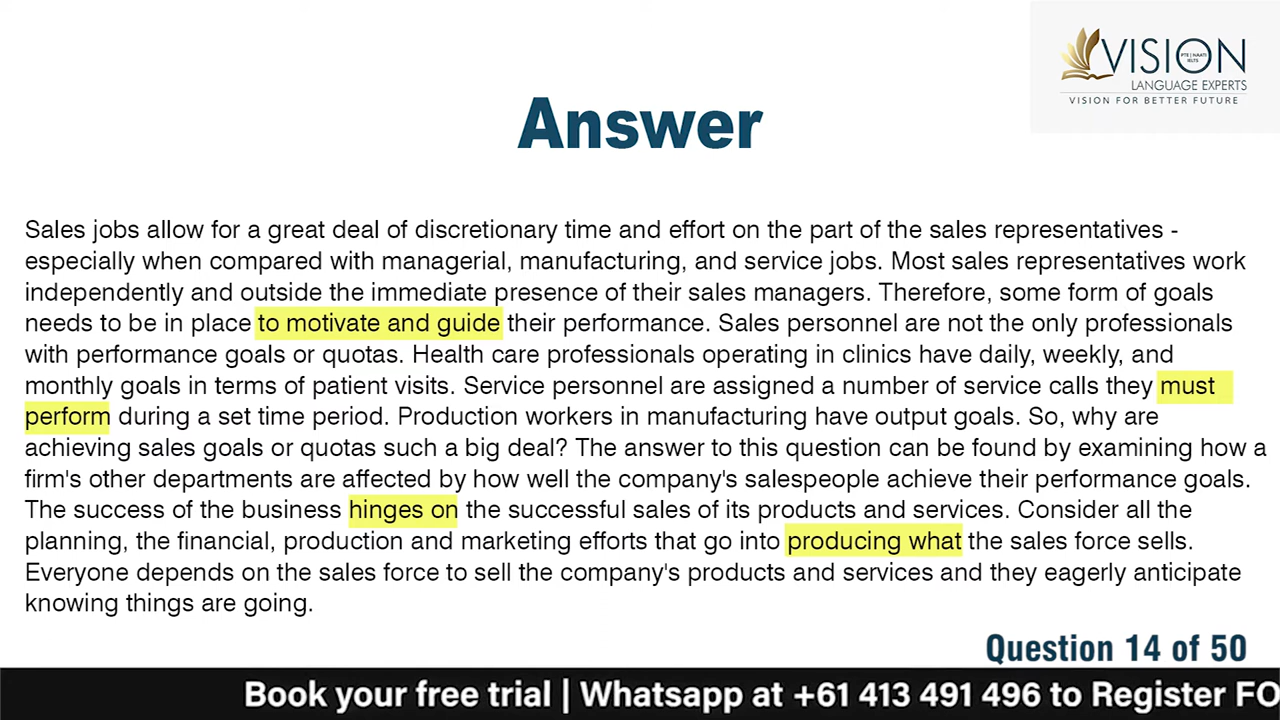 VISION
PTE | NAATI
IELTS
LANGUAGE EXPERTS
VISION FOR BETTER FUTURE
Answer
Sales jobs allow for a great deal of discretionary time and effort on the part of the sales representatives -
especially when compared with managerial, manufacturing, and service jobs. Most sales representatives work
independently and outside the immediate presence of their sales managers. Therefore, some form of goals
needs to be in place to motivate and guide their performance. Sales personnel are not the only professionals
with performance goals or quotas. Health care professionals operating in clinics have daily, weekly, and
monthly goals in terms of patient visits. Service personnel are assigned a number of service calls they must
perform during a set time period. Production workers in manufacturing have output goals. So, why are
achieving sales goals or quotas such a big deal? The answer to this question can be found by examining how a
firm's other departments are affected by how well the company's salespeople achieve their performance goals.
The success of the business hinges on the successful sales of its products and services. Consider all the
planning, the financial, production and marketing efforts that go into producing what the sales force sells.
Everyone depends on the sales force to sell the company's products and services and they eagerly anticipate
knowing things are going.
Question 14 of 50
Book your free trial | Whatsapp at +61 413 491 496 to Register FO